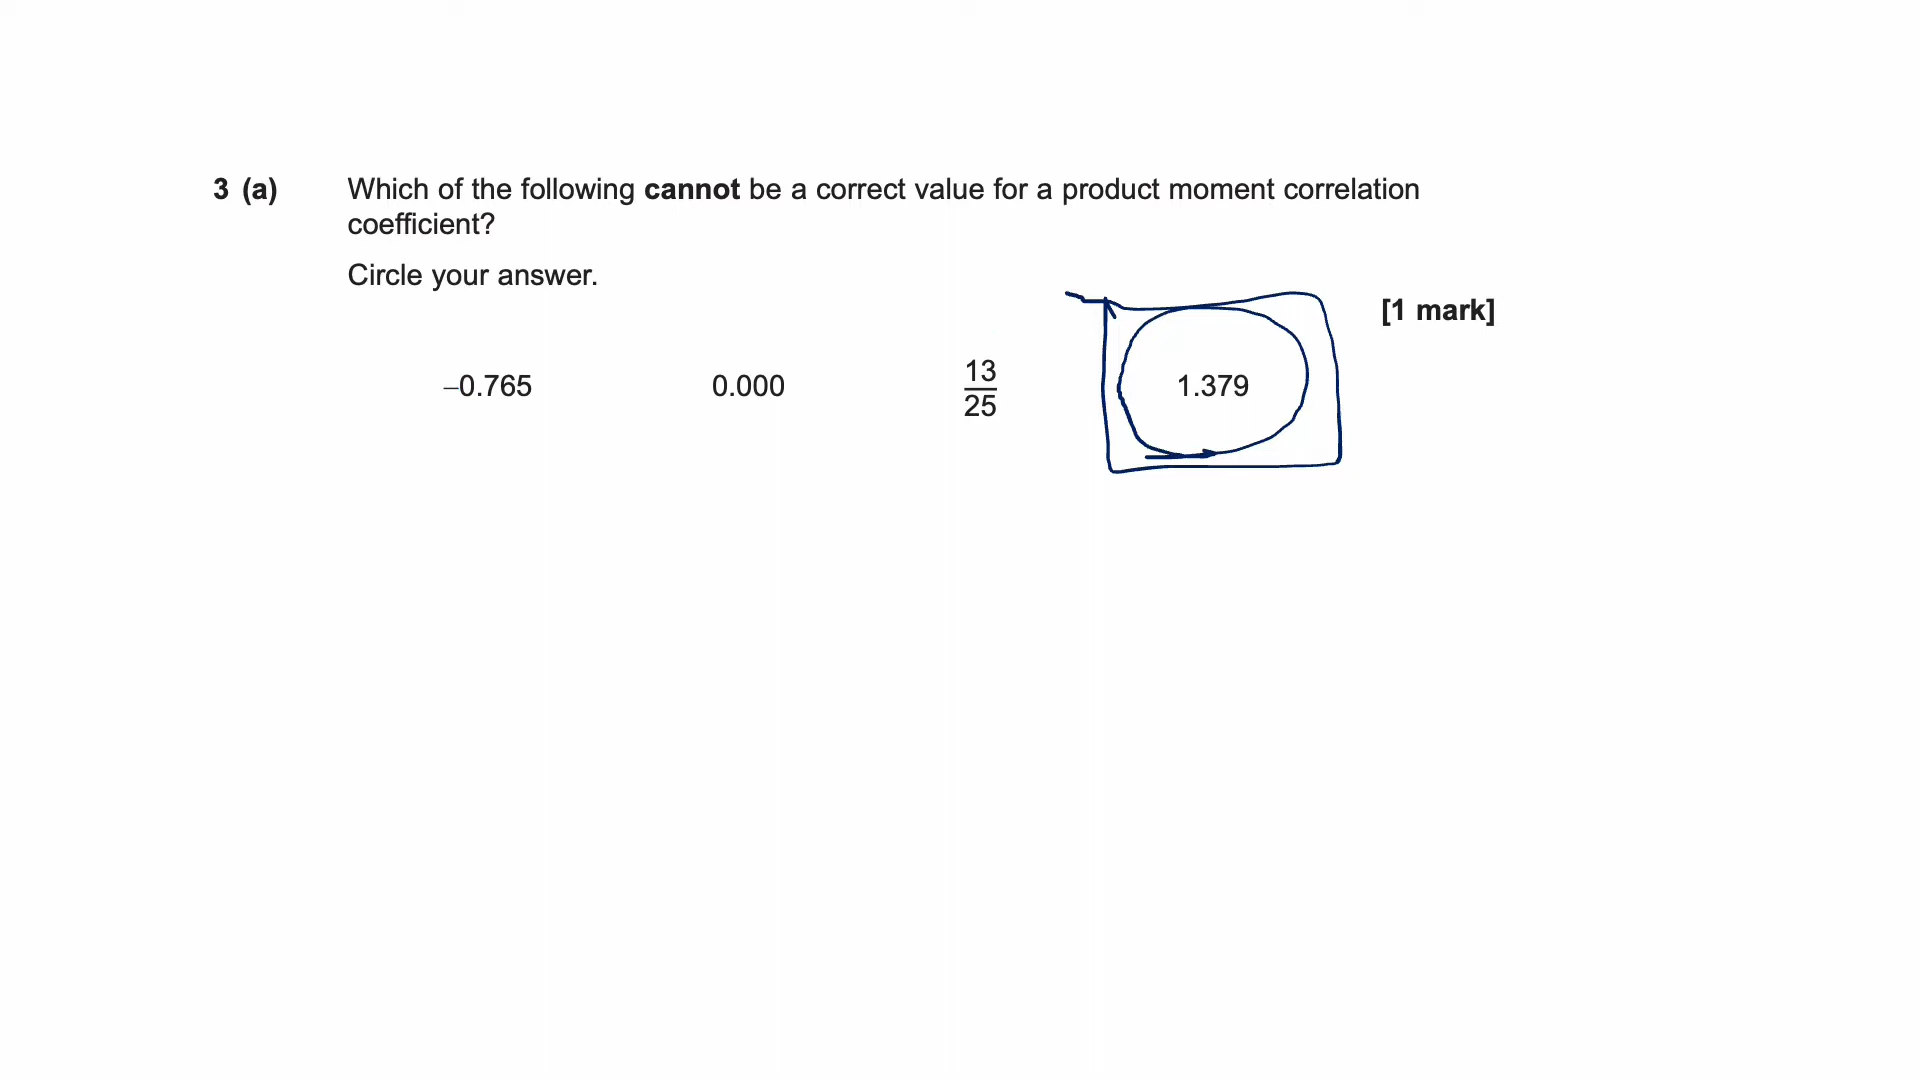 3 (a) Which of the following cannot be a correct value for a product moment correlation
coefficient?
Circle your answer.
[1 mark]
–0.765 0.000 13/25 1.379